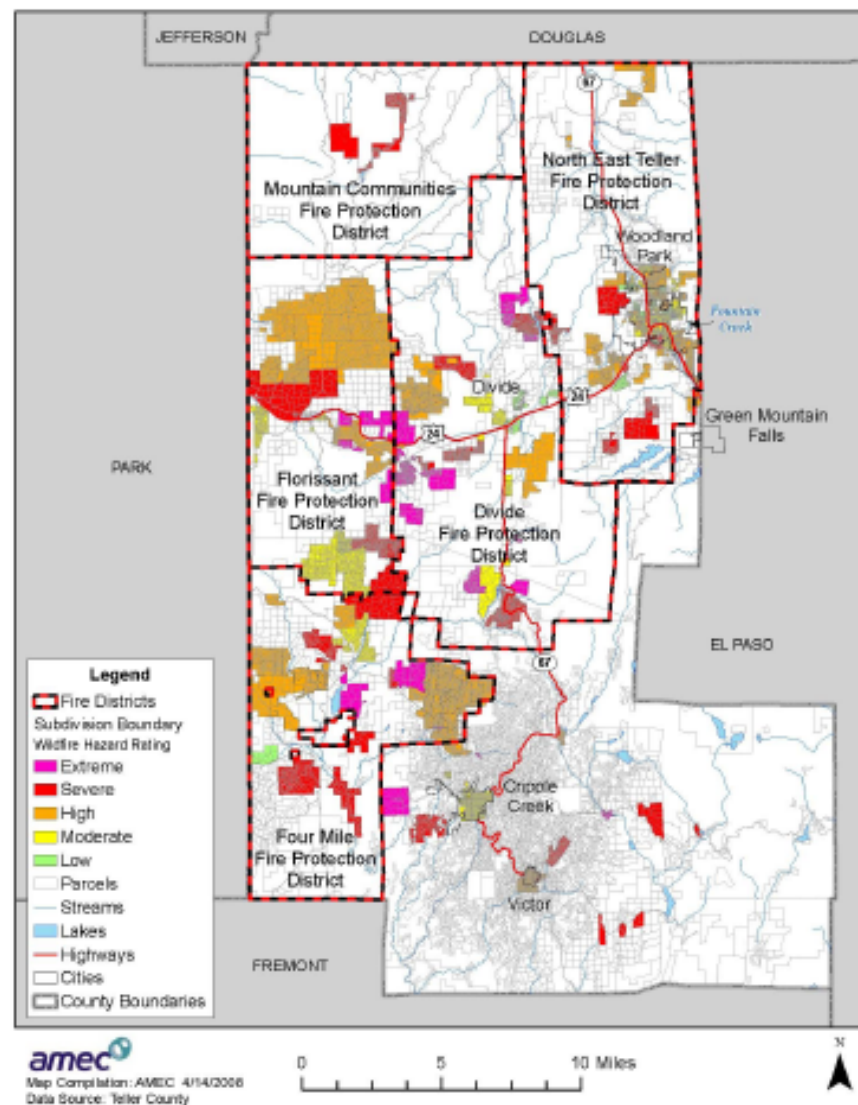 JEFFERSON
DOUGLAS
67
North East Teller
Fire Protection
District
Mountain Communities
Fire Protection
District
Woodland
Park
Fountain
Creek
Divide
24
24
Green Mountain
Falls
PARK
Florissant
Fire Protection
District
Divide
Fire Protection
District
EL PASO
67
Legend
Fire Districts
Subdivision Boundary
Wildfire Hazard Rating
Extreme
Severe
High
Moderate
Low
Parcels
Streams
Lakes
Highways
Cities
County Boundaries
Cripple
Creek
Four Mile
Fire Protection
District
Victor
FREMONT
amec
Map Compilation: AMEC 4/14/2008
Data Source: Teller County
0 5 10 Miles
N